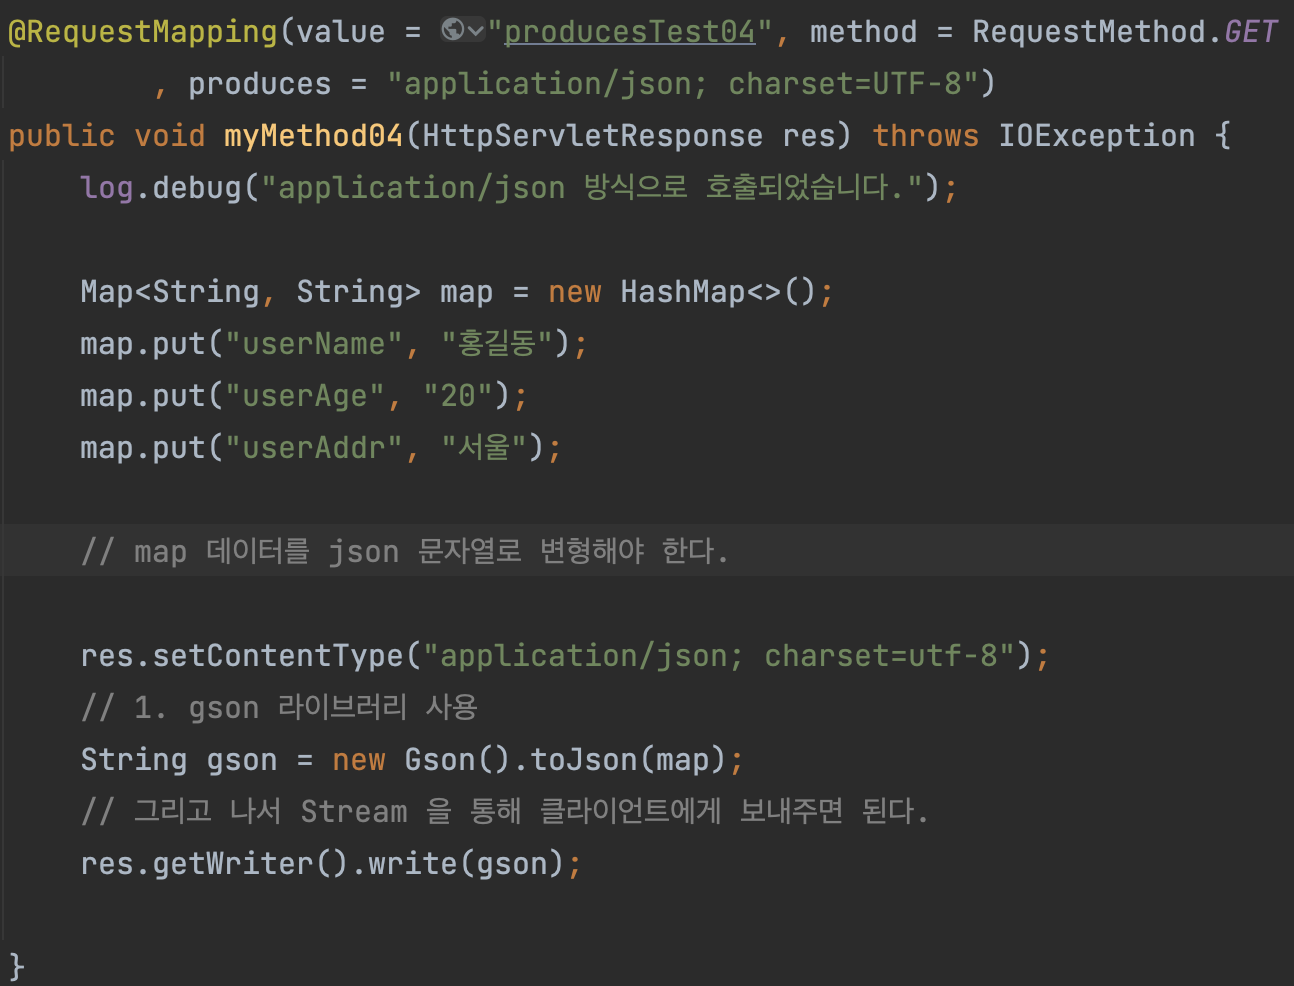 @RequestMapping(value = "producesTest04", method = RequestMethod.GET
, produces = "application/json; charset=UTF-8")
public void myMethod04(HttpServletResponse res) throws IOException {
log.debug("application/json 방식으로 호출되었습니다.");
Map<String, String> map = new HashMap<>();
map.put("userName", "홍길동");
map.put("userAge", "20");
map.put("userAddr", "서울");
// map 데이터를 json 문자열로 변형해야 한다.
res.setContentType("application/json; charset=utf-8");
// 1. gson 라이브러리 사용
String gson = new Gson().toJson(map);
// 그리고 나서 Stream 을 통해 클라이언트에게 보내주면 된다.
res.getWriter().write(gson);
}